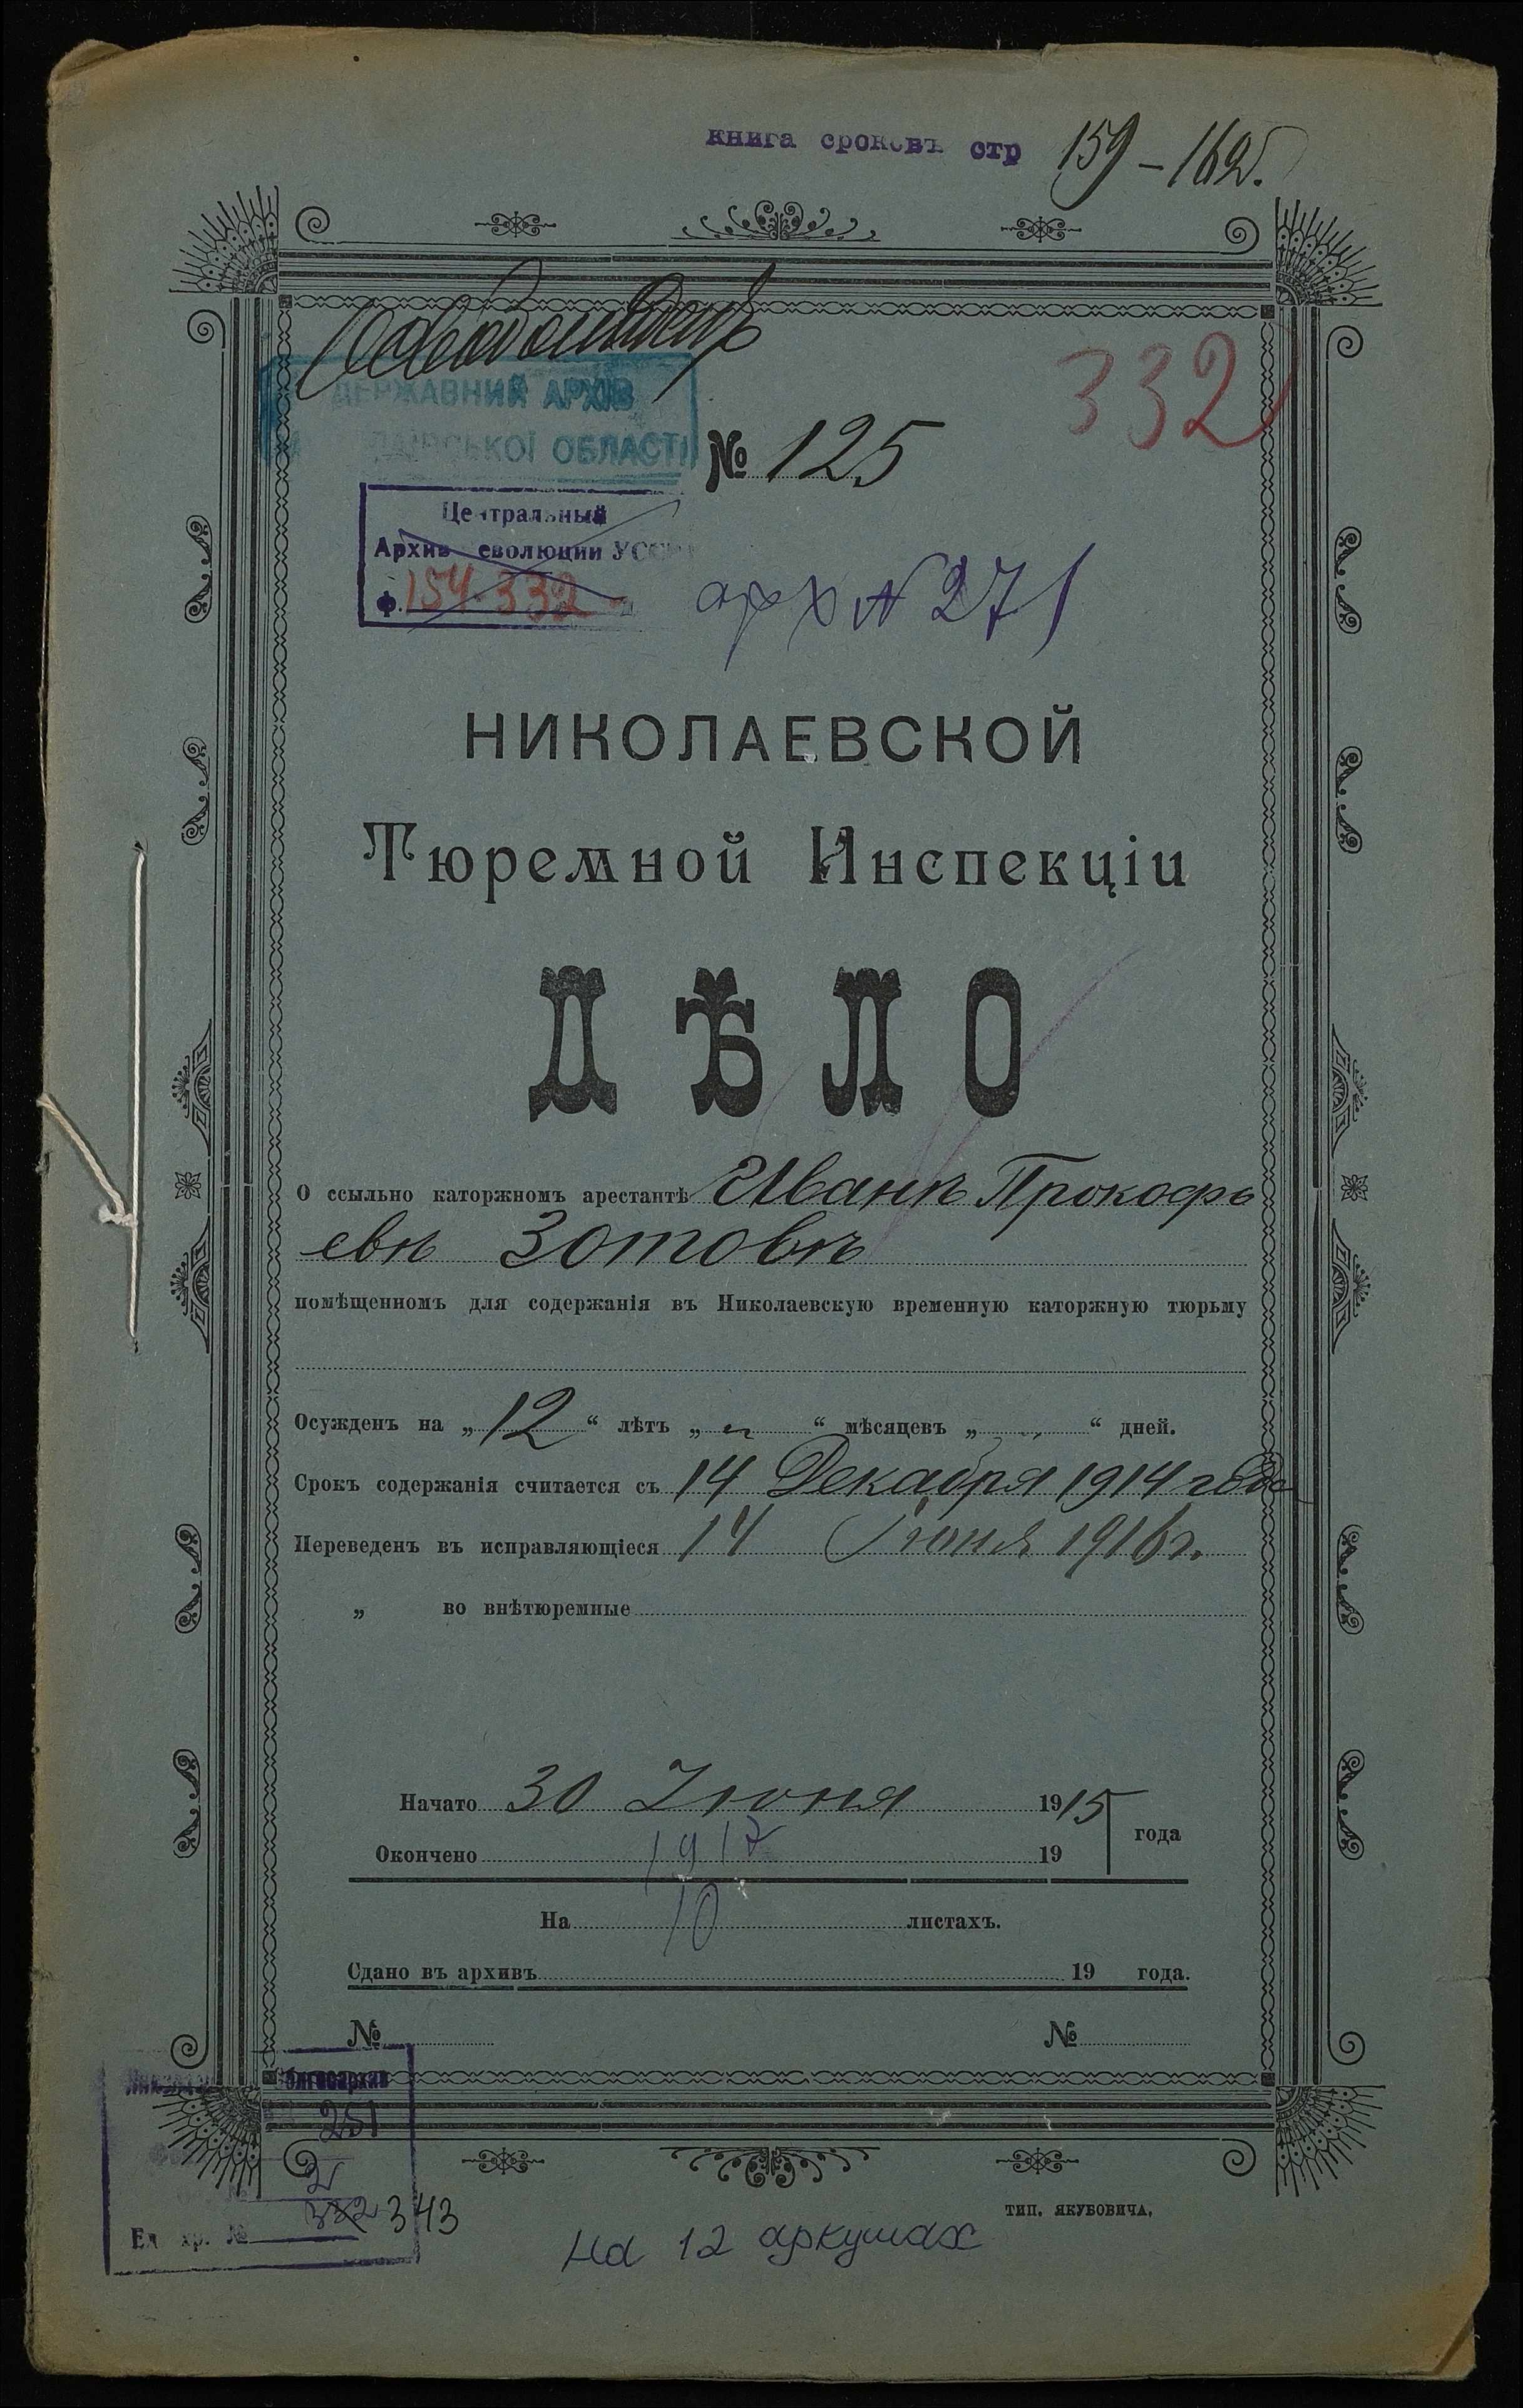 книга сроковъ стр 159-162.
332
ДЕРЖАВНИЙ АРХІВ
ОБЛАСТІ
№ 125
Центральный
Архив Революции УССР
ф. 154-332
арх № 271
НИКОЛАЕВСКОЙ
Тюремной Инспекціи
ДѢЛО
О ссыльно каторжномъ арестантѣ Иванѣ Прокофь
евѣ Зотовѣ
помѣщенномъ для содержанія въ Николаевскую временную каторжную тюрьму
Осужденъ на „ 12 “ лѣтъ „ “ мѣсяцевъ „ “ дней.
Срокъ содержанія считается съ 14 Декабря 1914 года
Переведенъ въ исправляющіеся 14 Іюня 1916 г.
„ во внѣтюремные
Начато 30 Іюня 1915
года
Окончено 1917 19
На 10 листахъ.
Сдано въ архивъ 19 года.
№ №
Облгосархив
251
2
Ед. хр. № 332 343
ТИП. ЯКУБОВИЧА,
на 12 аркушах